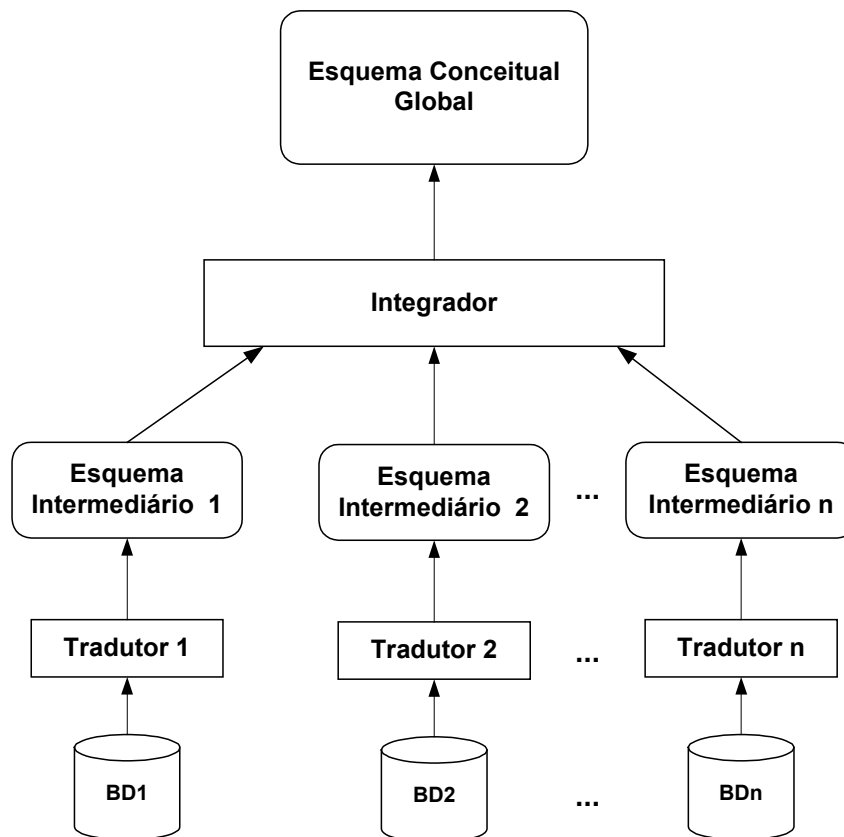 Esquema Conceitual
Global
Integrador
Esquema
Intermediário 1
Esquema
Intermediário 2
...
Esquema
Intermediário n
Tradutor 1
Tradutor 2
...
Tradutor n
BD1
BD2
...
BDn